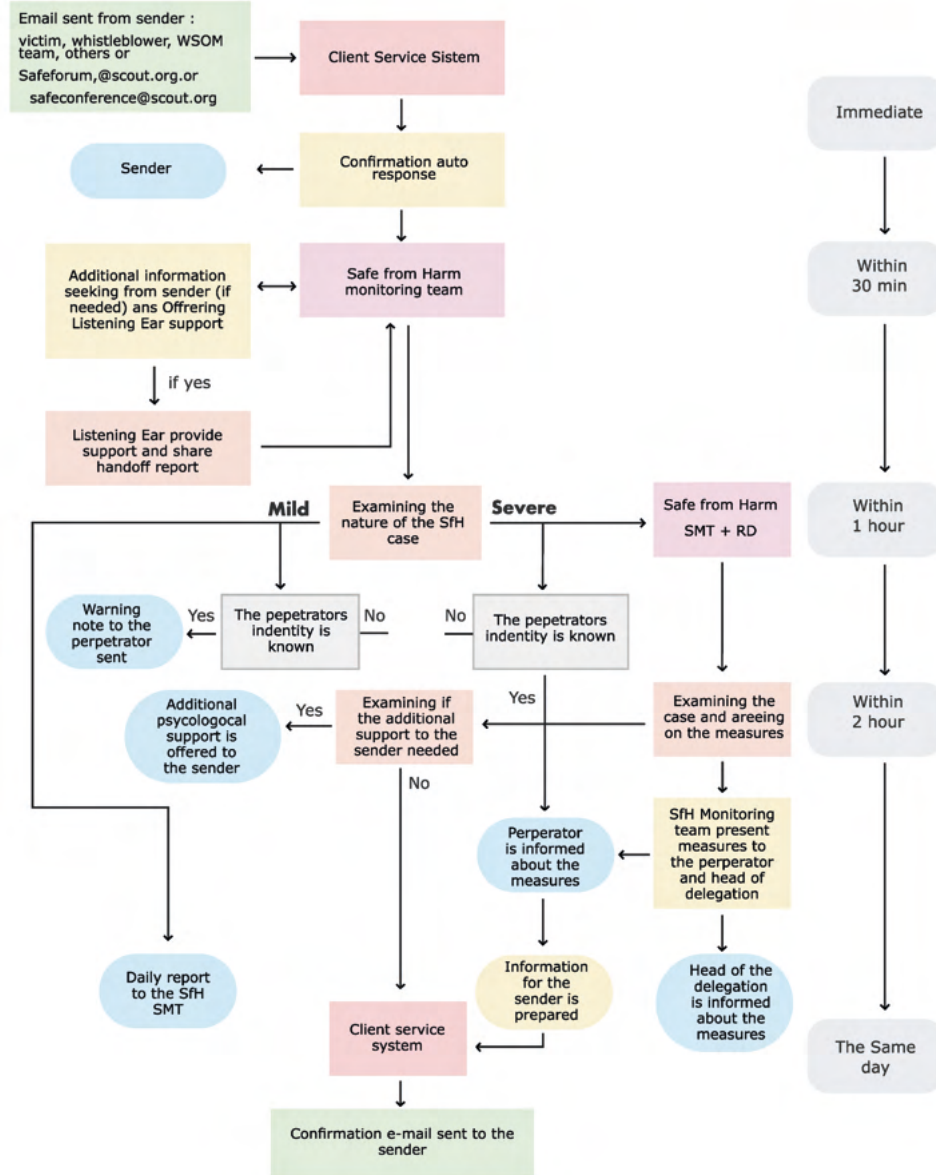 Email sent from sender :
victim, whistleblower, WSOM
team, others or
Safeforum,@scout.org.or
safeconference@scout.org
Client Service Sistem
Immediate
Sender
Confirmation auto
response
Additional information
seeking from sender (if
needed) ans Offrering
Listening Ear support
Safe from Harm
monitoring team
Within
30 min
if yes
Listening Ear provide
support and share
handoff report
Mild
Examining the
nature of the SfH
case
Severe
Safe from Harm
SMT + RD
Within
1 hour
Warning
note to the
perpetrator
sent
Yes
The pepetrators
indentity is
known
No
No
The pepetrators
indentity is known
Additional
psycologocal
support is
offered to
the sender
Yes
Examining if
the additional
support to the
sender needed
Yes
Examining the
case and areeing
on the measures
Within
2 hour
No
Perperator
is informed
about the
measures
SfH Monitoring
team present
measures to
the perperator
and head of
delegation
Daily report
to the SfH
SMT
Information
for the
sender is
prepared
Head of the
delegation
is informed
about the
measures
Client service
system
The Same
day
Confirmation e-mail sent to the
sender